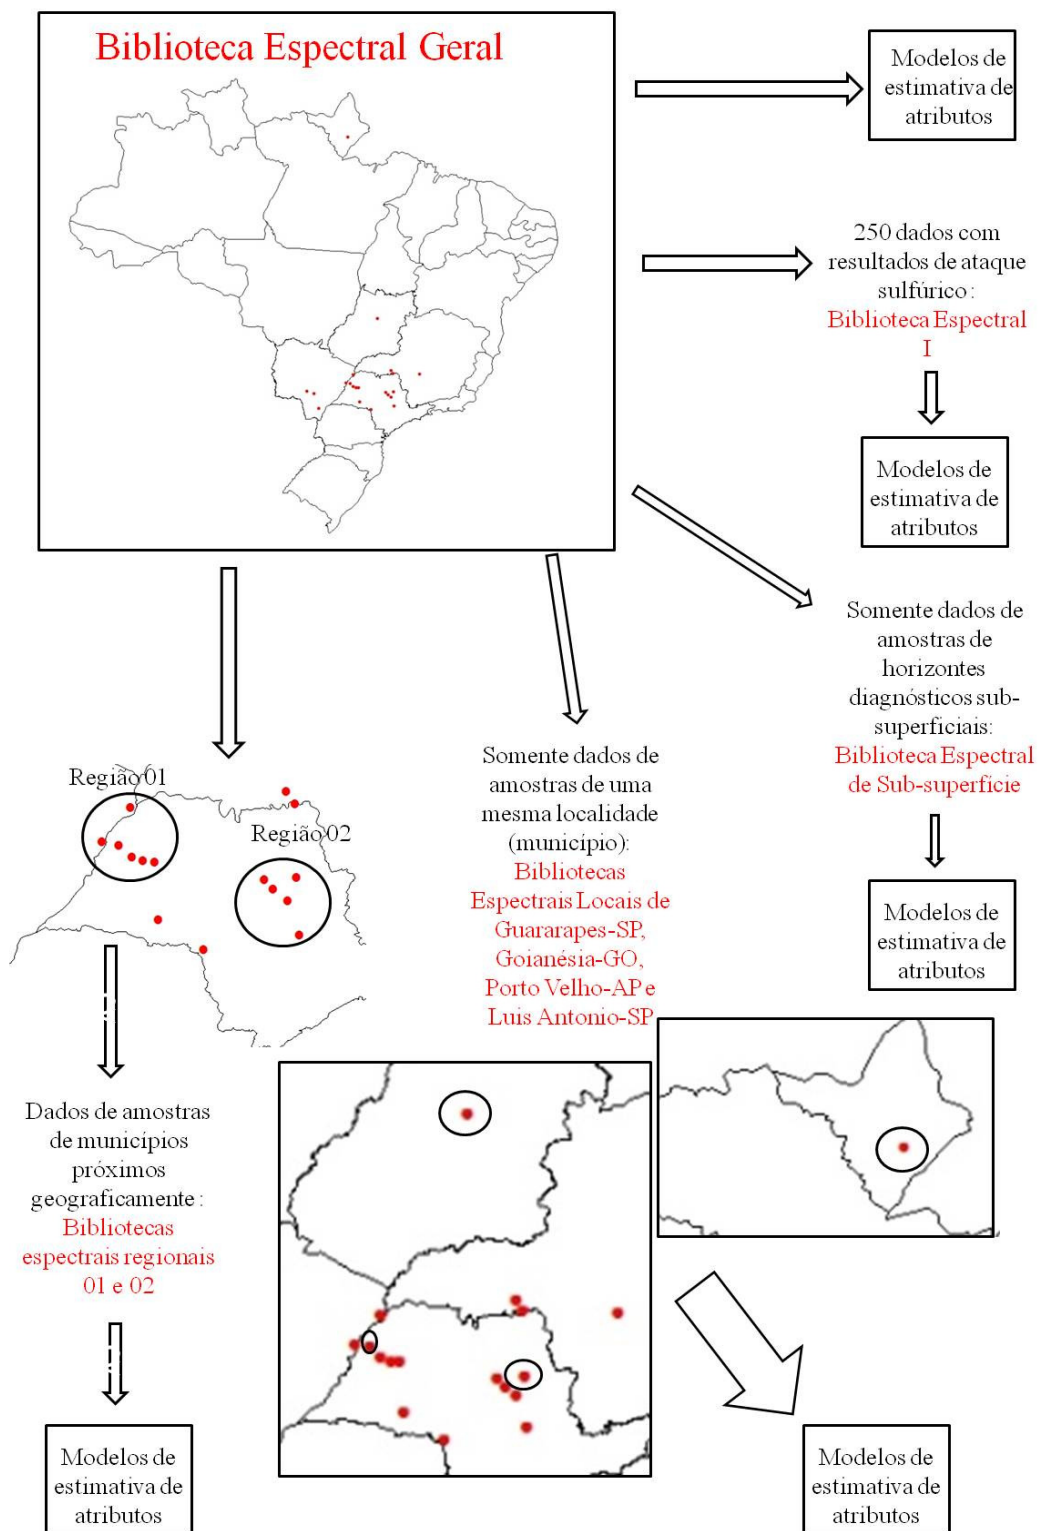 Biblioteca Espectral Geral
Modelos de
estimativa de
atributos
250 dados com
resultados de ataque
sulfúrico :
Biblioteca Espectral
I
Modelos de
estimativa de
atributos
Somente dados de
amostras de
horizontes
diagnósticos sub-
superficiais:
Biblioteca Espectral
de Sub-superfície
Modelos de
estimativa de
atributos
Somente dados de
amostras de uma
mesma localidade
(município):
Bibliotecas
Espectrais Locais de
Guararapes-SP,
Goianésia-GO,
Porto Velho-AP e
Luis Antonio-SP
Região 01
Região 02
Dados de amostras
de municípios
próximos
geograficamente :
Bibliotecas
espectrais regionais
01 e 02
Modelos de
estimativa de
atributos
Modelos de
estimativa de
atributos